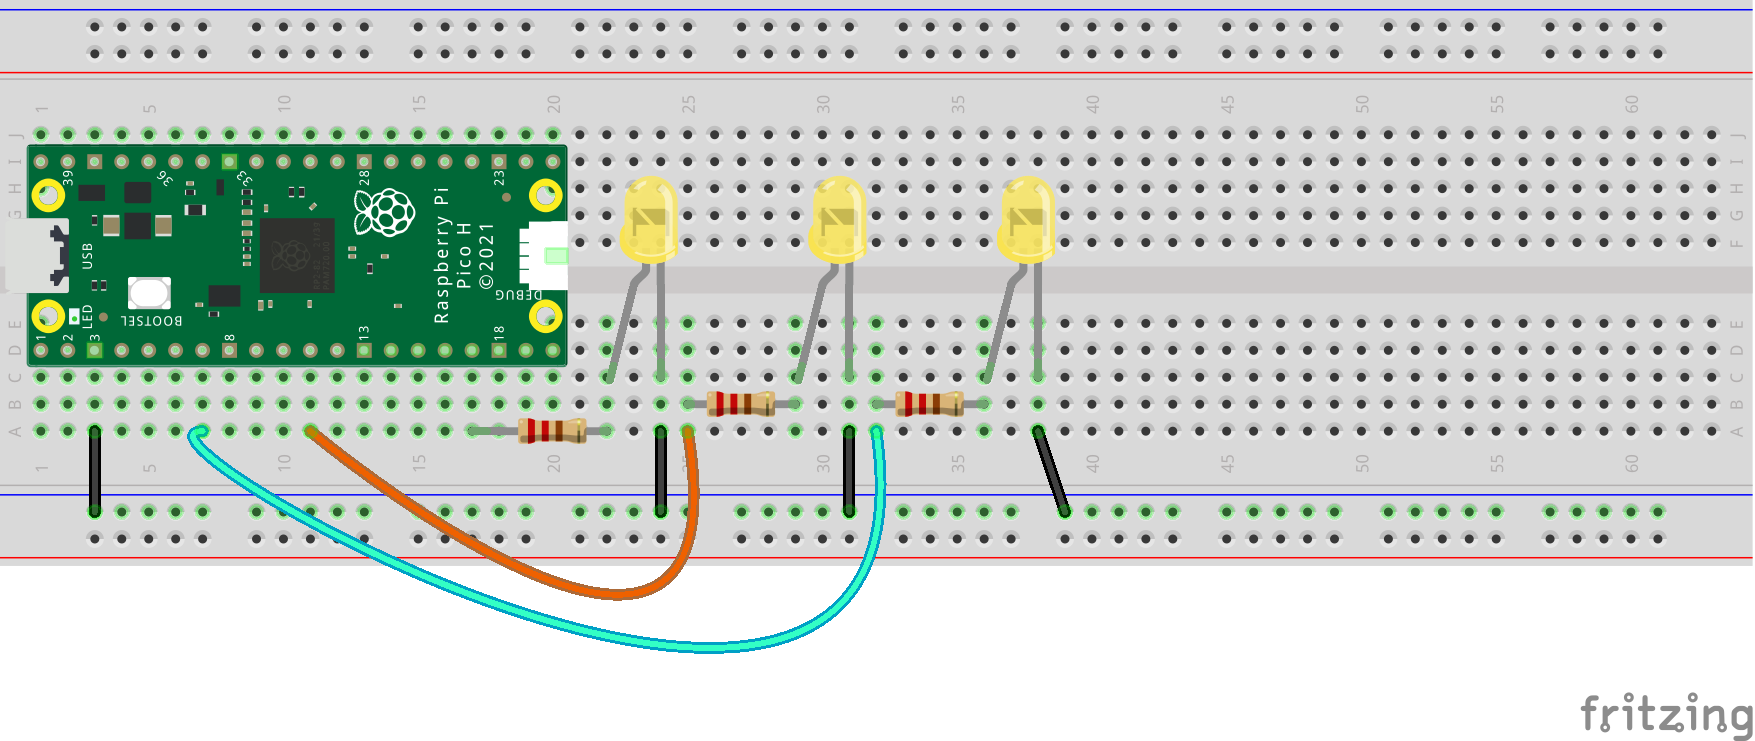 1 5 10 15 20 25 30 35 40 45 50 55 60
J J
I I
H H
G G
F F
39 36 33 28 23
USB
Raspberry Pi
Pico H
©2021
DEBUG
BOOTSEL
LED
1 2 3 8 13 18
E E
D D
C C
B B
A A
1 5 10 15 20 25 30 35 40 45 50 55 60
fritzing